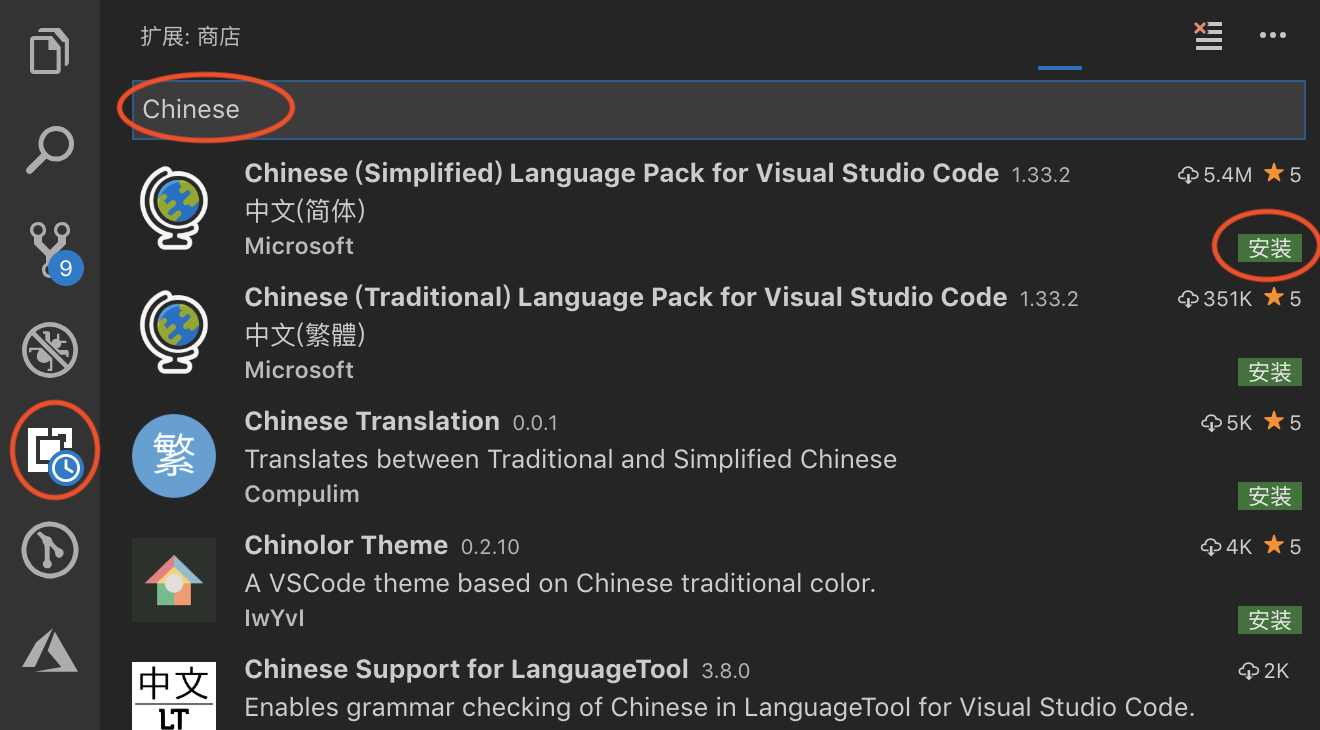 扩展: 商店
Chinese
Chinese (Simplified) Language Pack for Visual Studio Code 1.33.2 5.4M 5
中文(简体)
Microsoft 安装
9
Chinese (Traditional) Language Pack for Visual Studio Code 1.33.2 351K 5
中文(繁體)
Microsoft 安装
Chinese Translation 0.0.1 5K 5
繁 Translates between Traditional and Simplified Chinese
Compulim 安装
Chinolor Theme 0.2.10 4K 5
A VSCode theme based on Chinese traditional color.
lwYvl 安装
Chinese Support for LanguageTool 3.8.0 2K
中文
Enables grammar checking of Chinese in LanguageTool for Visual Studio Code.
LT